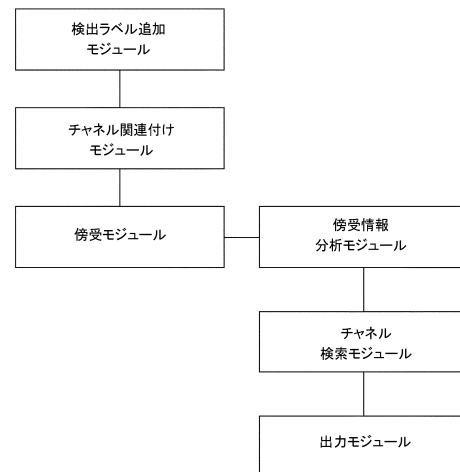 検出ラベル追加
モジュール
チャネル関連付け
モジュール
傍受モジュール
傍受情報
分析モジュール
チャネル
検索モジュール
出力モジュール